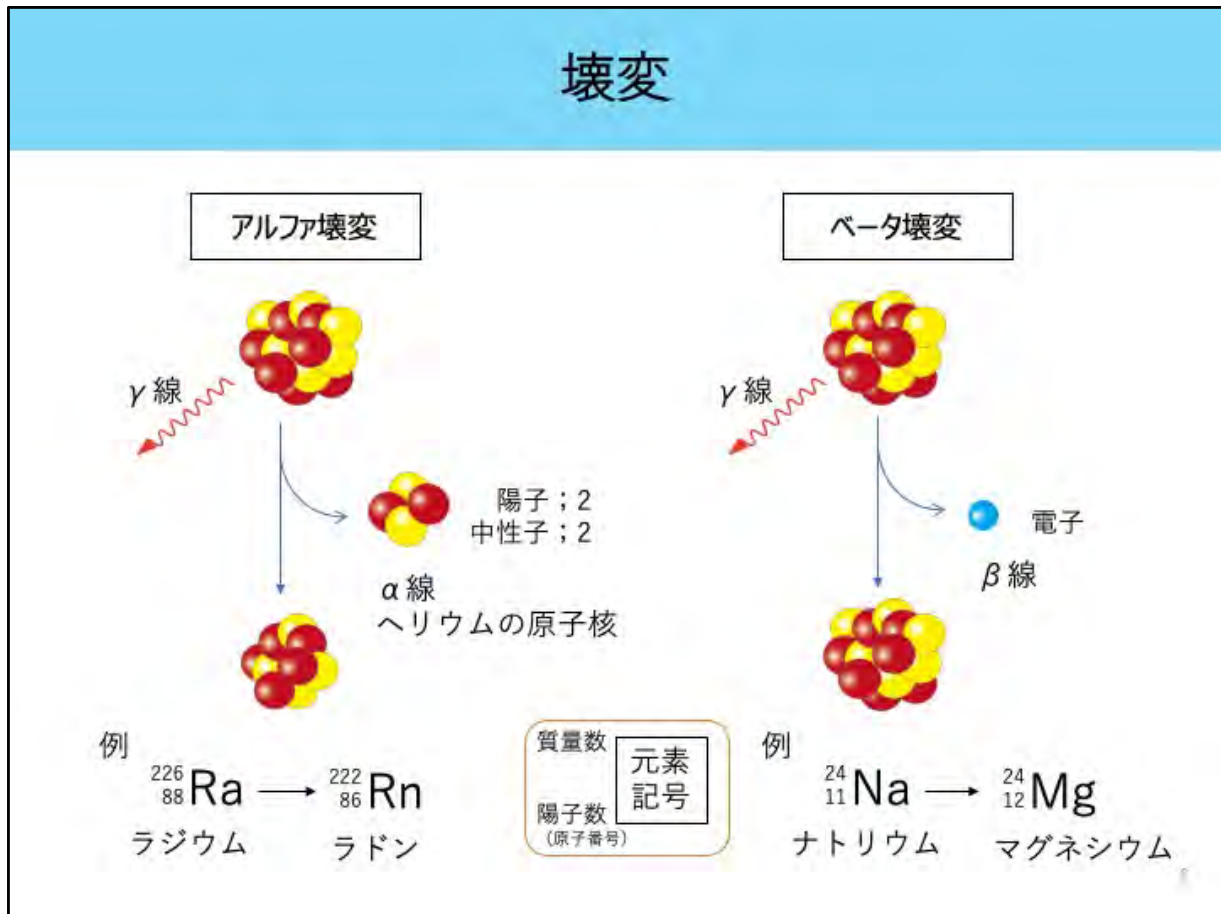 壊変
アルファ壊変
γ線
陽子；2
中性子；2
α線
ヘリウムの原子核
例
226
88
Ra
222
86
Rn
ラジウム
ラドン
質量数
元素
記号
陽子数
（原子番号）
ベータ壊変
γ線
電子
β線
例
24
11
Na
24
12
Mg
ナトリウム
マグネシウム